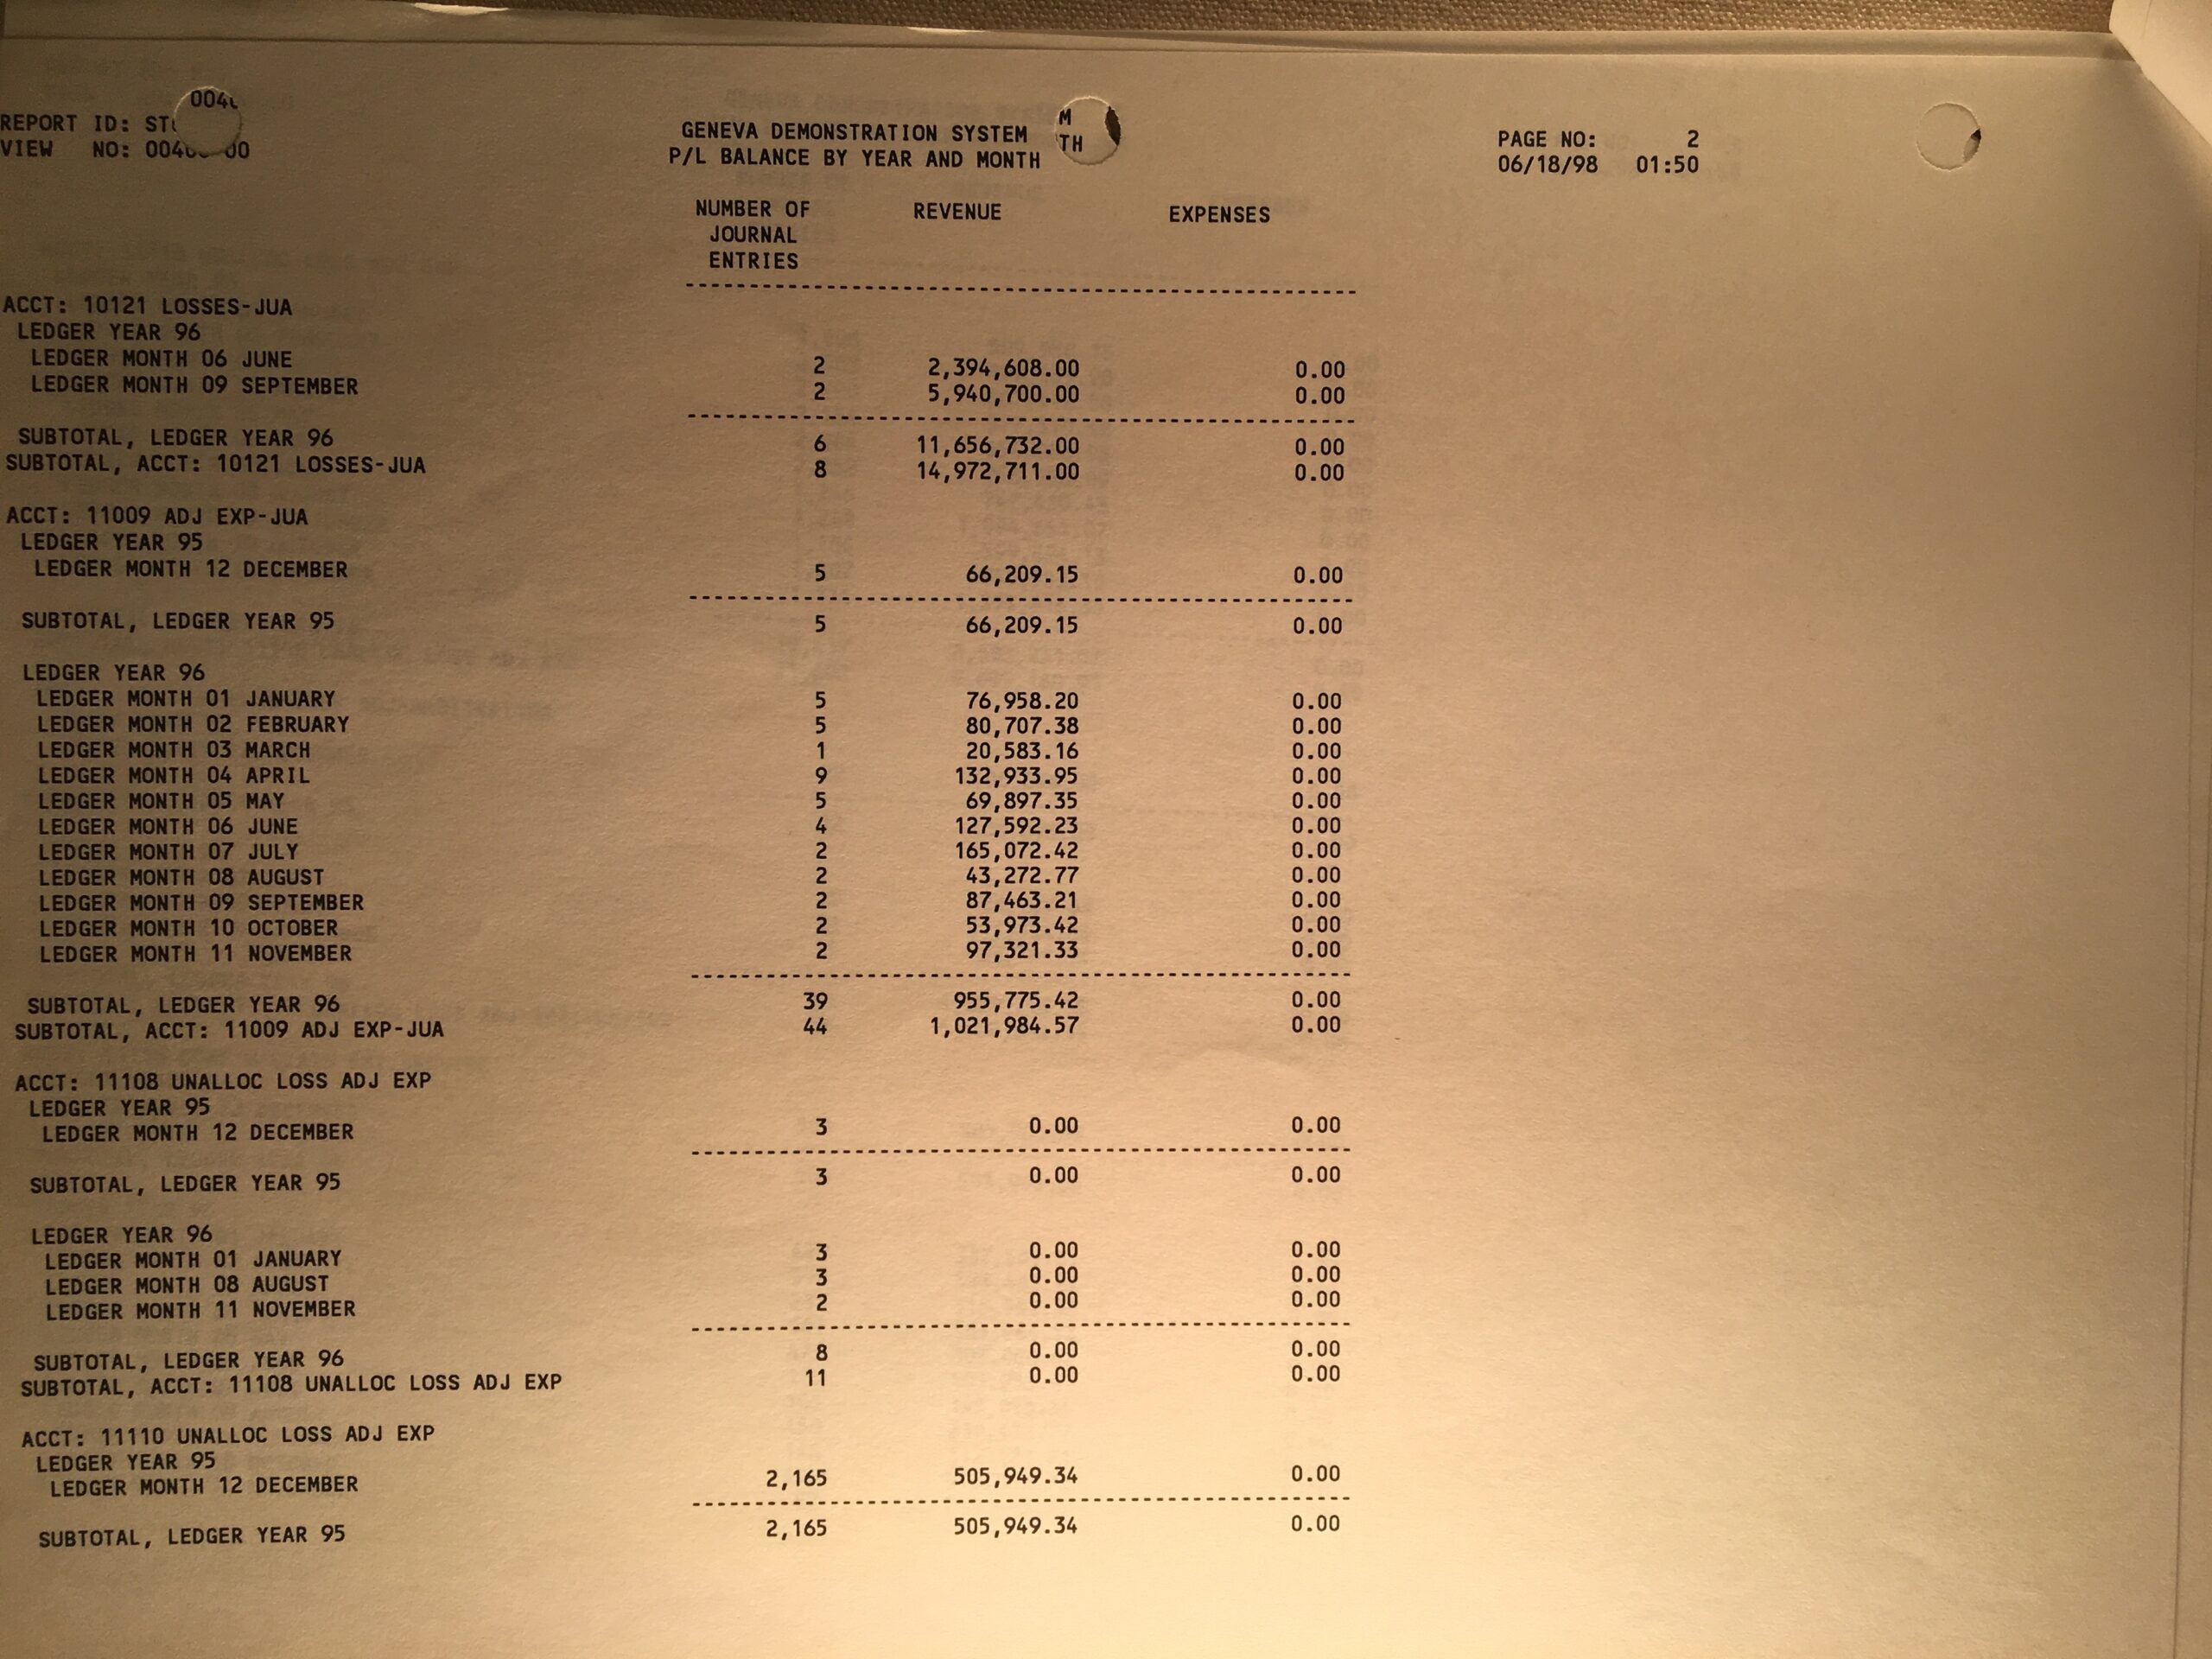 REPORT ID: ST
VIEW NO: 004
004
GENEVA DEMONSTRATION SYSTEM
P/L BALANCE BY YEAR AND MONTH
M
TH
PAGE NO: 2
06/18/98 01:50
NUMBER OF REVENUE EXPENSES
JOURNAL
ENTRIES
ACCT: 10121 LOSSES-JUA
LEDGER YEAR 96
LEDGER MONTH 06 JUNE 2 2,394,608.00 0.00
LEDGER MONTH 09 SEPTEMBER 2 5,940,700.00 0.00
SUBTOTAL, LEDGER YEAR 96 6 11,656,732.00 0.00
SUBTOTAL, ACCT: 10121 LOSSES-JUA 8 14,972,711.00 0.00
ACCT: 11009 ADJ EXP-JUA
LEDGER YEAR 95
LEDGER MONTH 12 DECEMBER 5 66,209.15 0.00
SUBTOTAL, LEDGER YEAR 95 5 66,209.15 0.00
LEDGER YEAR 96
LEDGER MONTH 01 JANUARY 5 76,958.20 0.00
LEDGER MONTH 02 FEBRUARY 5 80,707.38 0.00
LEDGER MONTH 03 MARCH 1 20,583.16 0.00
LEDGER MONTH 04 APRIL 9 132,933.95 0.00
LEDGER MONTH 05 MAY 5 69,897.35 0.00
LEDGER MONTH 06 JUNE 4 127,592.23 0.00
LEDGER MONTH 07 JULY 2 165,072.42 0.00
LEDGER MONTH 08 AUGUST 2 43,272.77 0.00
LEDGER MONTH 09 SEPTEMBER 2 87,463.21 0.00
LEDGER MONTH 10 OCTOBER 2 53,973.42 0.00
LEDGER MONTH 11 NOVEMBER 2 97,321.33 0.00
SUBTOTAL, LEDGER YEAR 96 39 955,775.42 0.00
SUBTOTAL, ACCT: 11009 ADJ EXP-JUA 44 1,021,984.57 0.00
ACCT: 11108 UNALLOC LOSS ADJ EXP
LEDGER YEAR 95
LEDGER MONTH 12 DECEMBER 3 0.00 0.00
SUBTOTAL, LEDGER YEAR 95 3 0.00 0.00
LEDGER YEAR 96
LEDGER MONTH 01 JANUARY 3 0.00 0.00
LEDGER MONTH 08 AUGUST 3 0.00 0.00
LEDGER MONTH 11 NOVEMBER 2 0.00 0.00
SUBTOTAL, LEDGER YEAR 96 8 0.00 0.00
SUBTOTAL, ACCT: 11108 UNALLOC LOSS ADJ EXP 11 0.00 0.00
ACCT: 11110 UNALLOC LOSS ADJ EXP
LEDGER YEAR 95
LEDGER MONTH 12 DECEMBER 2,165 505,949.34 0.00
SUBTOTAL, LEDGER YEAR 95 2,165 505,949.34 0.00